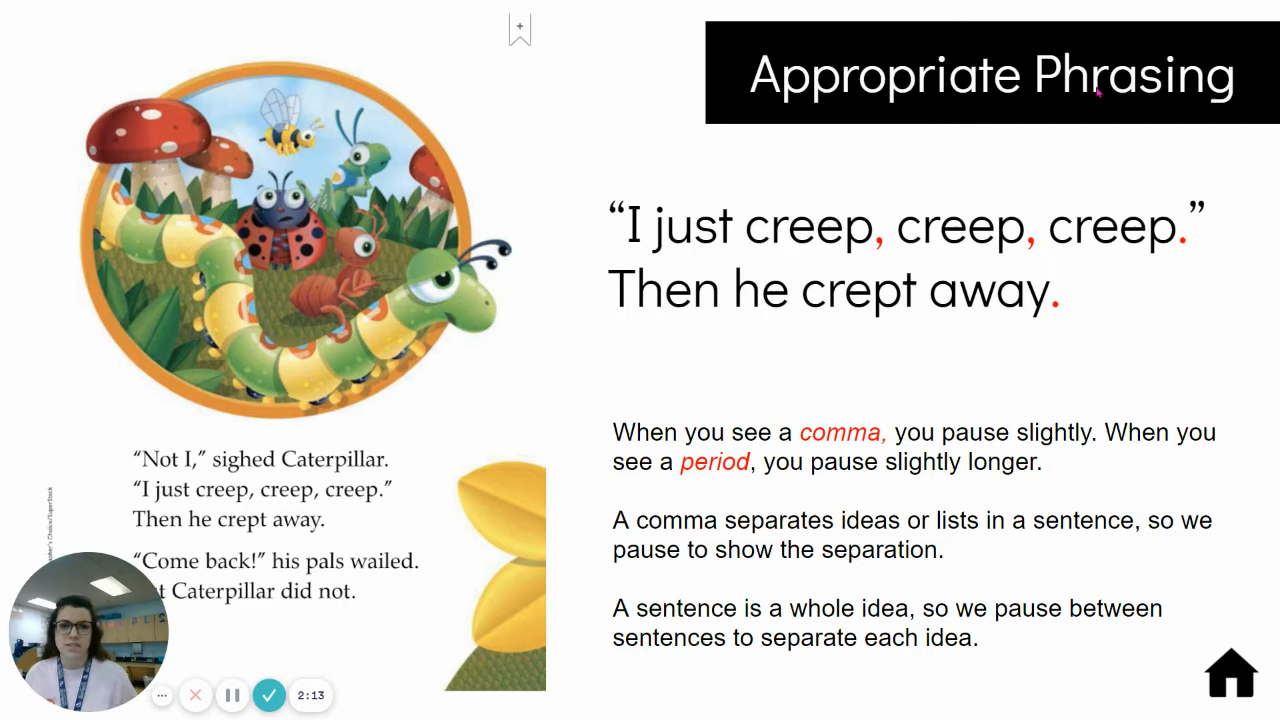 Appropriate Phrasing
“I just creep, creep, creep.”
Then he crept away.
When you see a comma, you pause slightly. When you
see a period, you pause slightly longer.
A comma separates ideas or lists in a sentence, so we
pause to show the separation.
A sentence is a whole idea, so we pause between
sentences to separate each idea.
“Not I,” sighed Caterpillar.
“I just creep, creep, creep.”
Then he crept away.
“Come back!” his pals wailed.
Caterpillar did not.
2:13